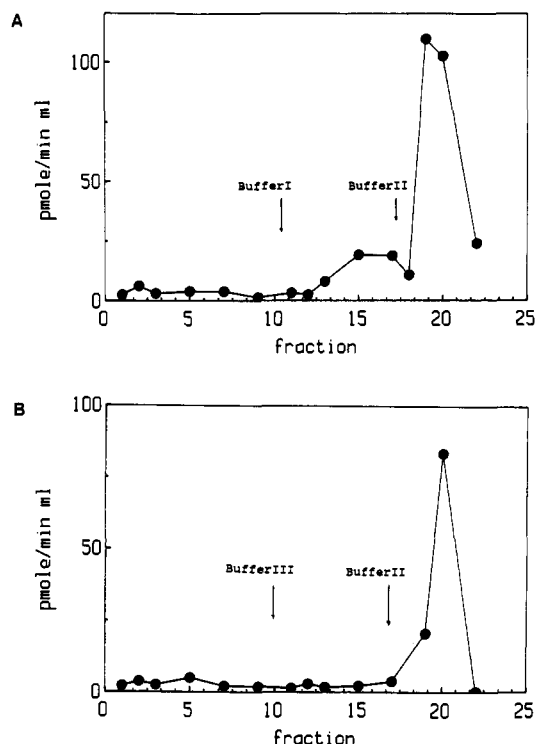 A
100
50
0
pmole/min ml
BufferI
BufferII
0 5 10 15 20 25
fraction
B
100
50
0
pmole/min ml
BufferIII
BufferII
0 5 10 15 20 25
fraction